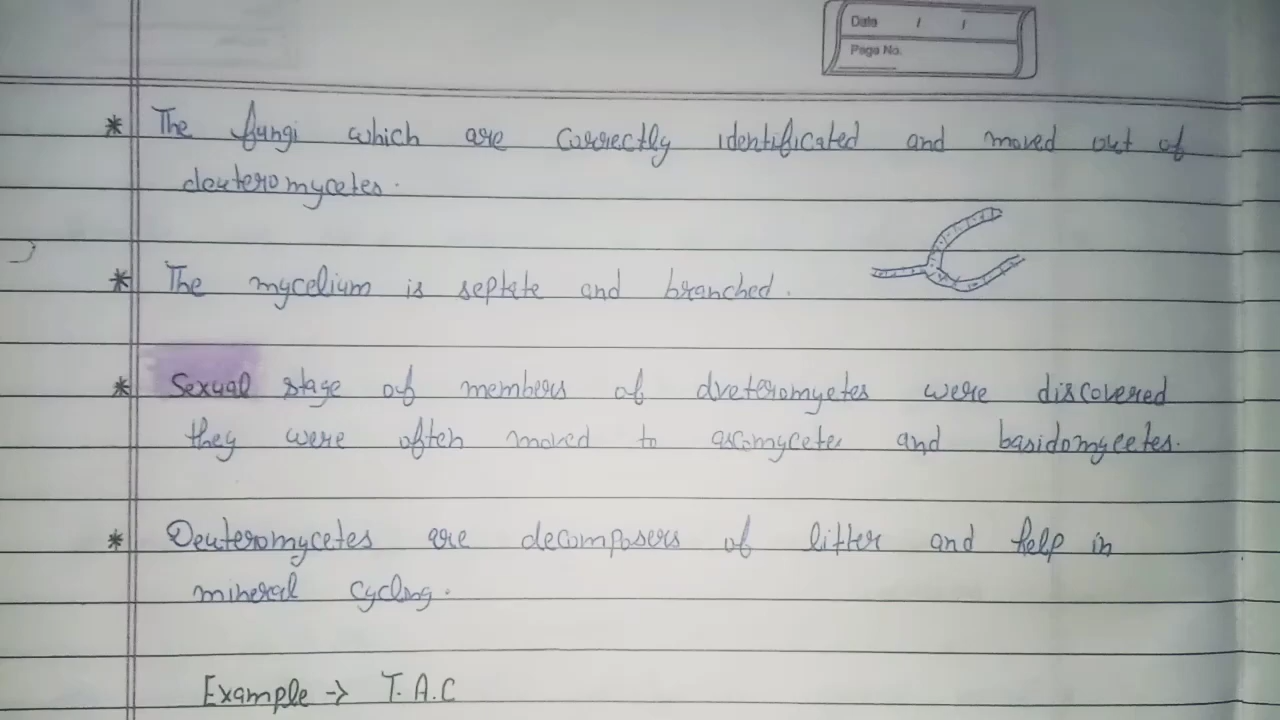 Date / /
Page No.
* The fungi which are correctly identificated and moved out of
deuteromycetes.
* The mycelium is septate and branched.
* Sexual stage of members of dveteromyetes were discovered
they were often moved to ascomycetes and basidomycetes.
* Deuteromycetes are decomposers of litter and help in
mineral cycling.
Example -> T.A.C